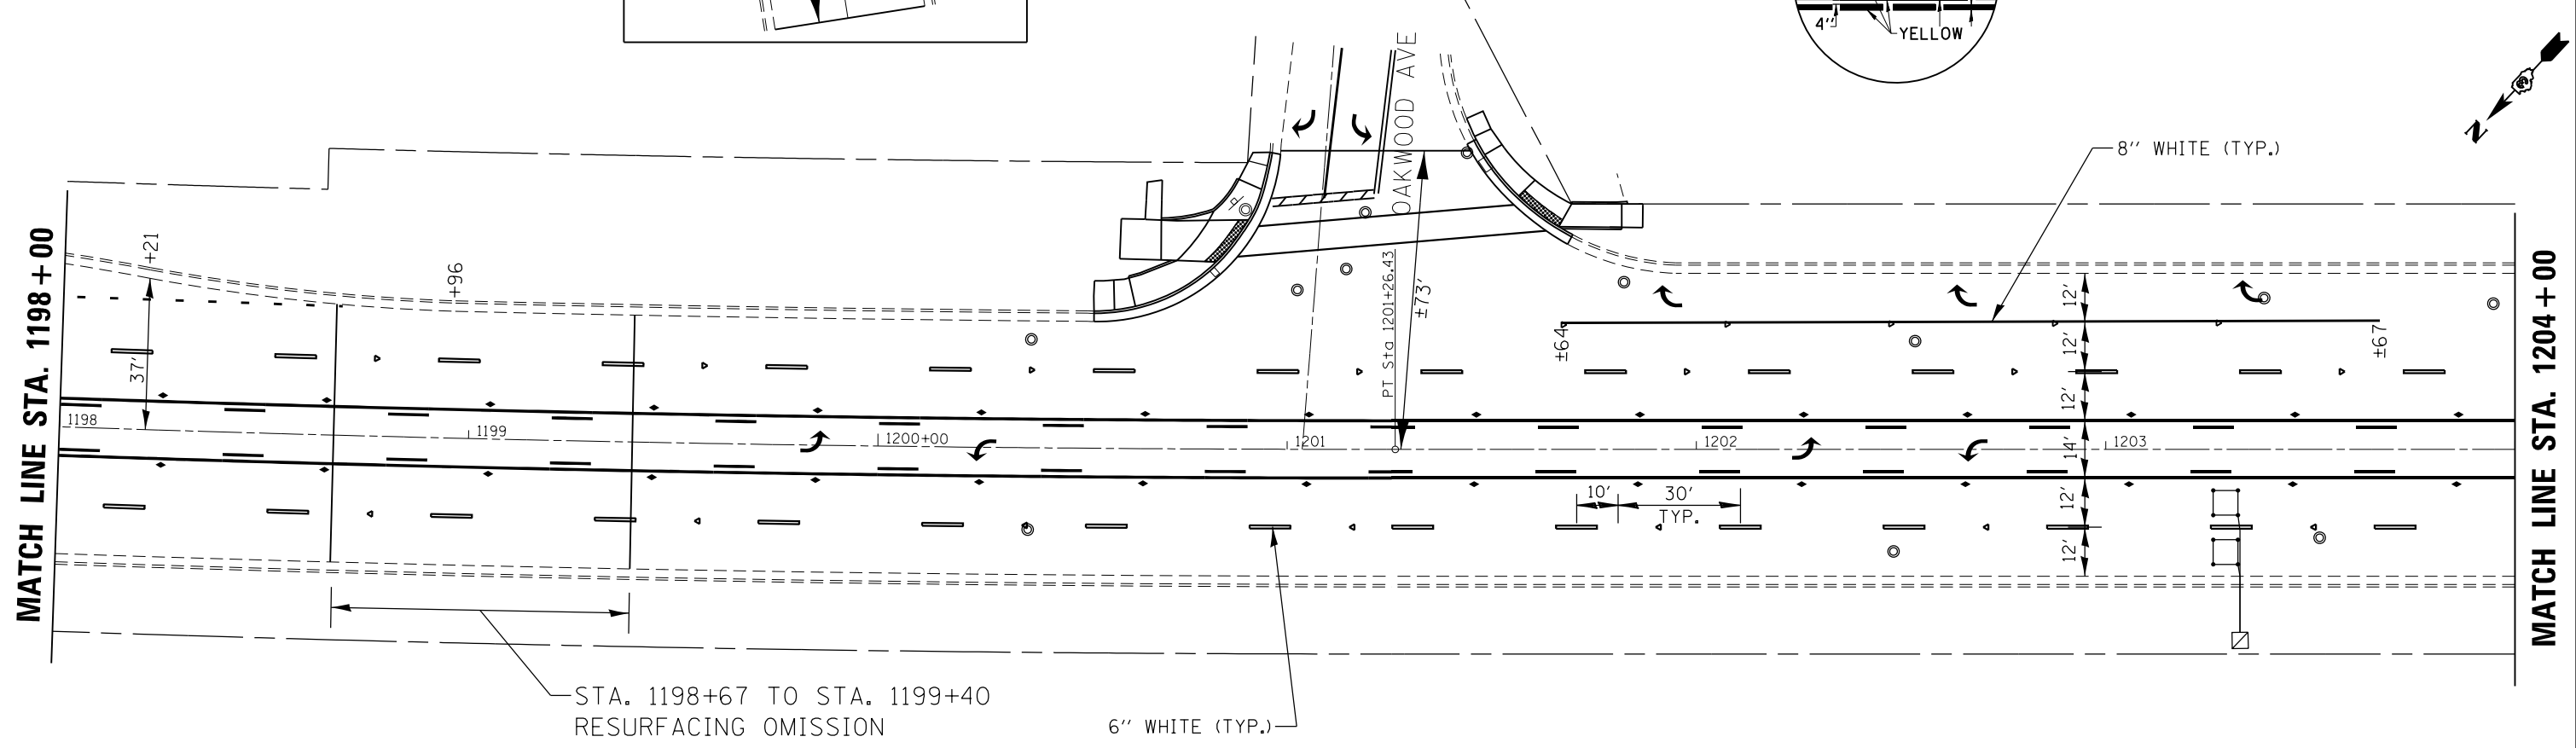 4"
YELLOW
N
8" WHITE (TYP.)
OAKWOOD AVE
MATCH LINE STA. 1198+00
+21
37'
+96
PT Sta 1201+26.43
±73'
±64
±67
12'
12'
12'
14'
12'
12'
1198
1199
1200+00
1201
1202
1203
10'
30'
TYP.
MATCH LINE STA. 1204+00
STA. 1198+67 TO STA. 1199+40
RESURFACING OMISSION
6" WHITE (TYP.)